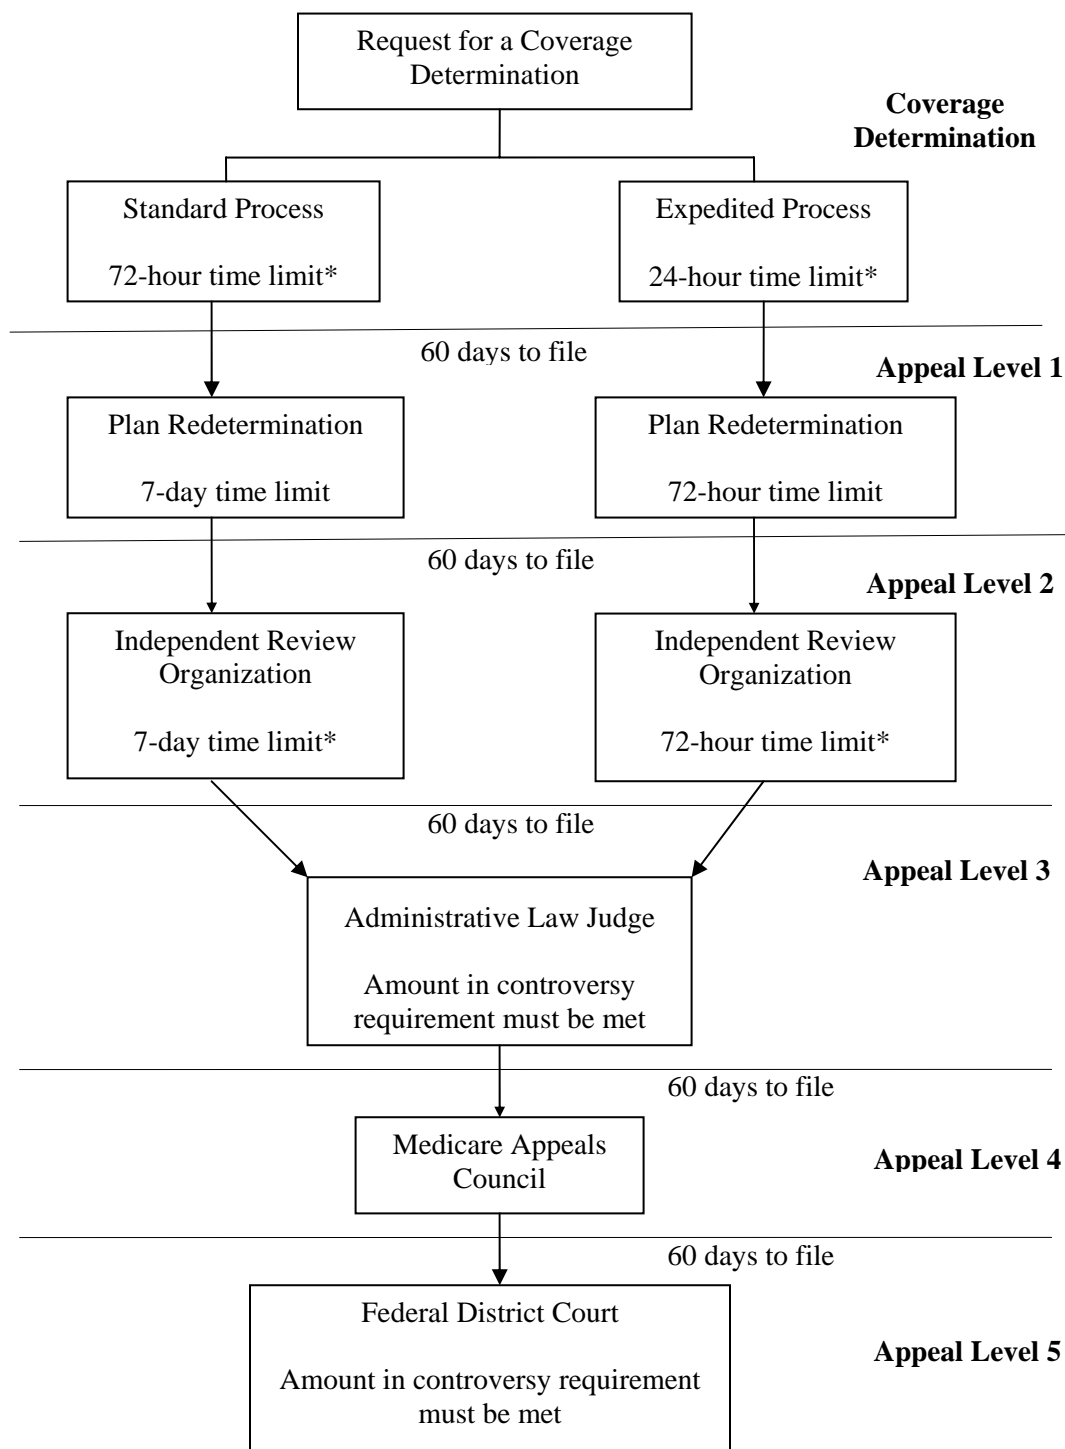 Request for a Coverage
Determination
Coverage
Determination
Standard Process
72-hour time limit*
Expedited Process
24-hour time limit*
60 days to file
Appeal Level 1
Plan Redetermination
7-day time limit
Plan Redetermination
72-hour time limit
60 days to file
Appeal Level 2
Independent Review
Organization
7-day time limit*
Independent Review
Organization
72-hour time limit*
60 days to file
Appeal Level 3
Administrative Law Judge
Amount in controversy
requirement must be met
60 days to file
Medicare Appeals
Council
Appeal Level 4
60 days to file
Federal District Court
Amount in controversy requirement
must be met
Appeal Level 5